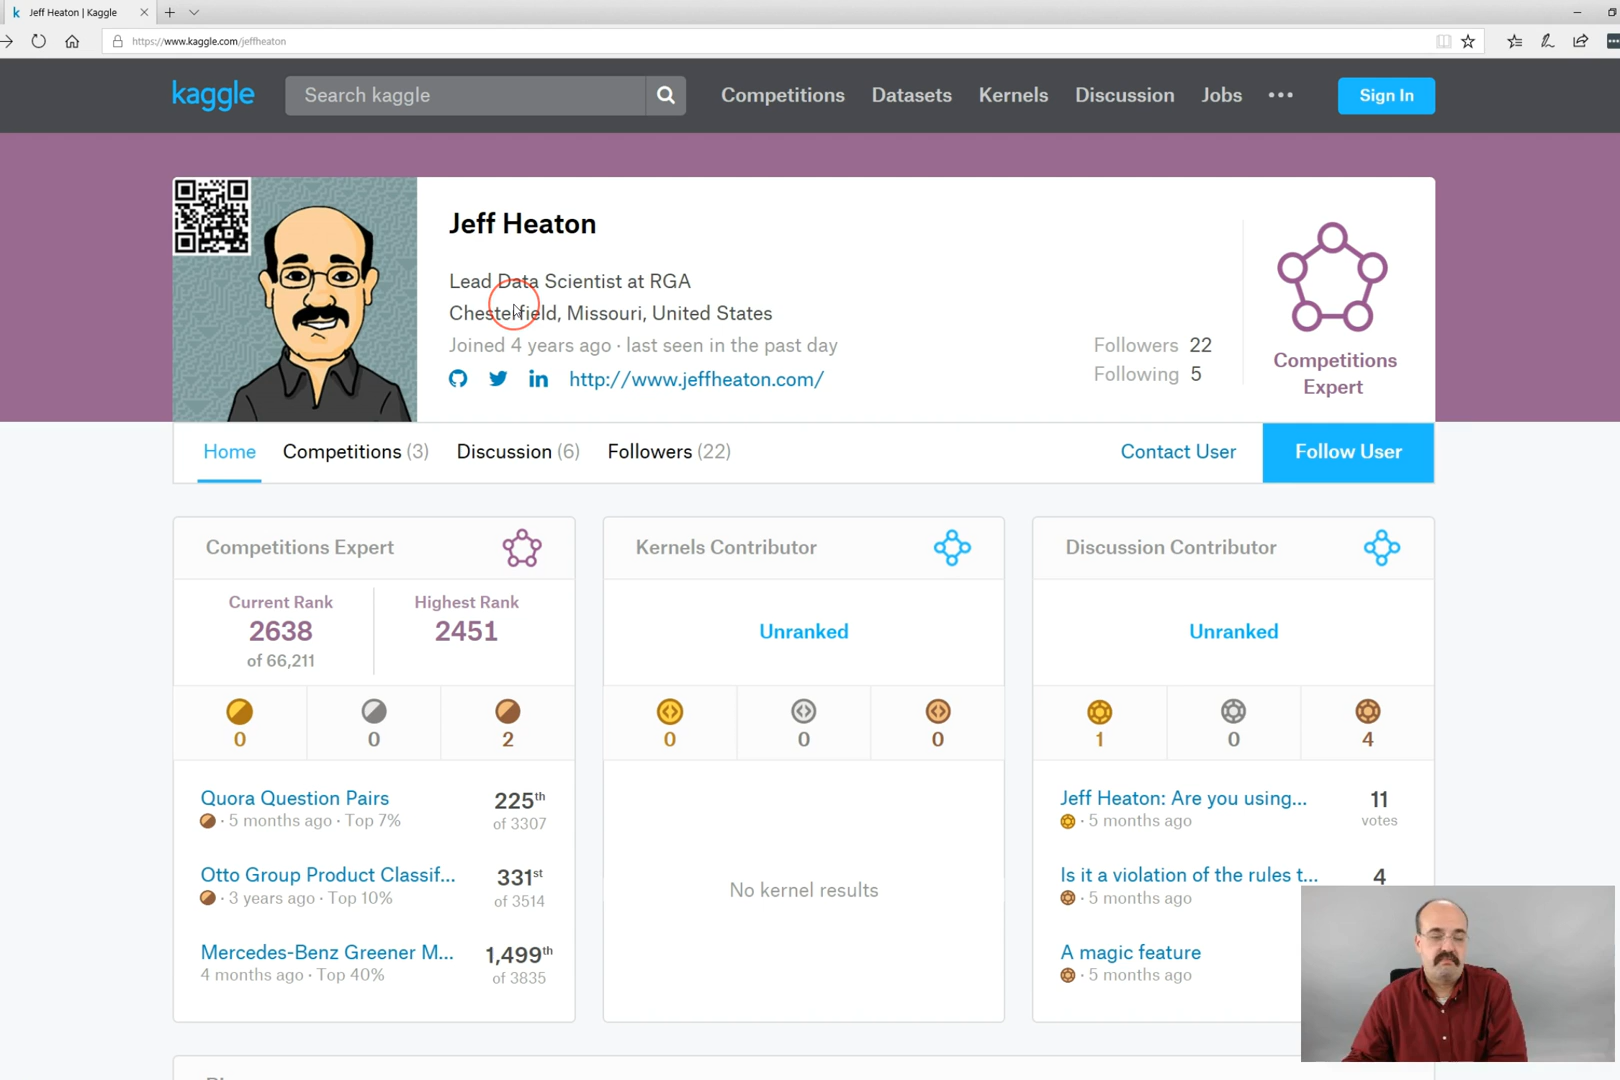 Jeff Heaton | Kaggle
https://www.kaggle.com/jeffheaton
kaggle
Search kaggle
Competitions
Datasets
Kernels
Discussion
Jobs
Sign In
Jeff Heaton
Lead Data Scientist at RGA
Chesterfield, Missouri, United States
Joined 4 years ago · last seen in the past day
http://www.jeffheaton.com/
Followers 22
Following 5
Competitions
Expert
Home
Competitions (3)
Discussion (6)
Followers (22)
Contact User
Follow User
Competitions Expert
Current Rank
2638
of 66,211
Highest Rank
2451
0
0
2
Quora Question Pairs
225th
· 5 months ago · Top 7%
of 3307
Otto Group Product Classif...
331st
· 3 years ago · Top 10%
of 3514
Mercedes-Benz Greener M...
1,499th
4 months ago · Top 40%
of 3835
Kernels Contributor
Unranked
0
0
0
No kernel results
Discussion Contributor
Unranked
1
0
4
Jeff Heaton: Are you using...
11
· 5 months ago
votes
Is it a violation of the rules t...
4
· 5 months ago
A magic feature
· 5 months ago